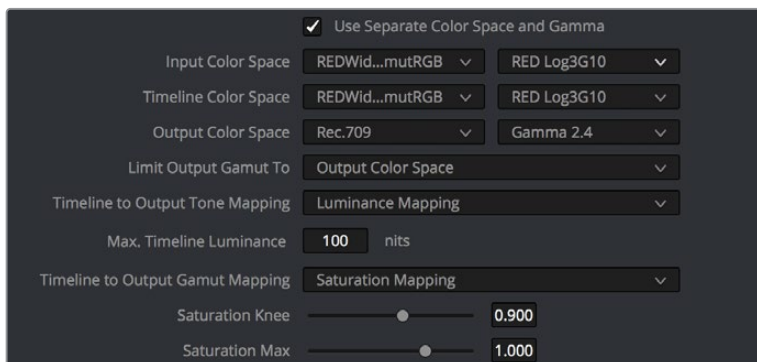 Use Separate Color Space and Gamma
Input Color Space REDWid...mutRGB RED Log3G10
Timeline Color Space REDWid...mutRGB RED Log3G10
Output Color Space Rec.709 Gamma 2.4
Limit Output Gamut To Output Color Space
Timeline to Output Tone Mapping Luminance Mapping
Max. Timeline Luminance 100 nits
Timeline to Output Gamut Mapping Saturation Mapping
Saturation Knee 0.900
Saturation Max 1.000